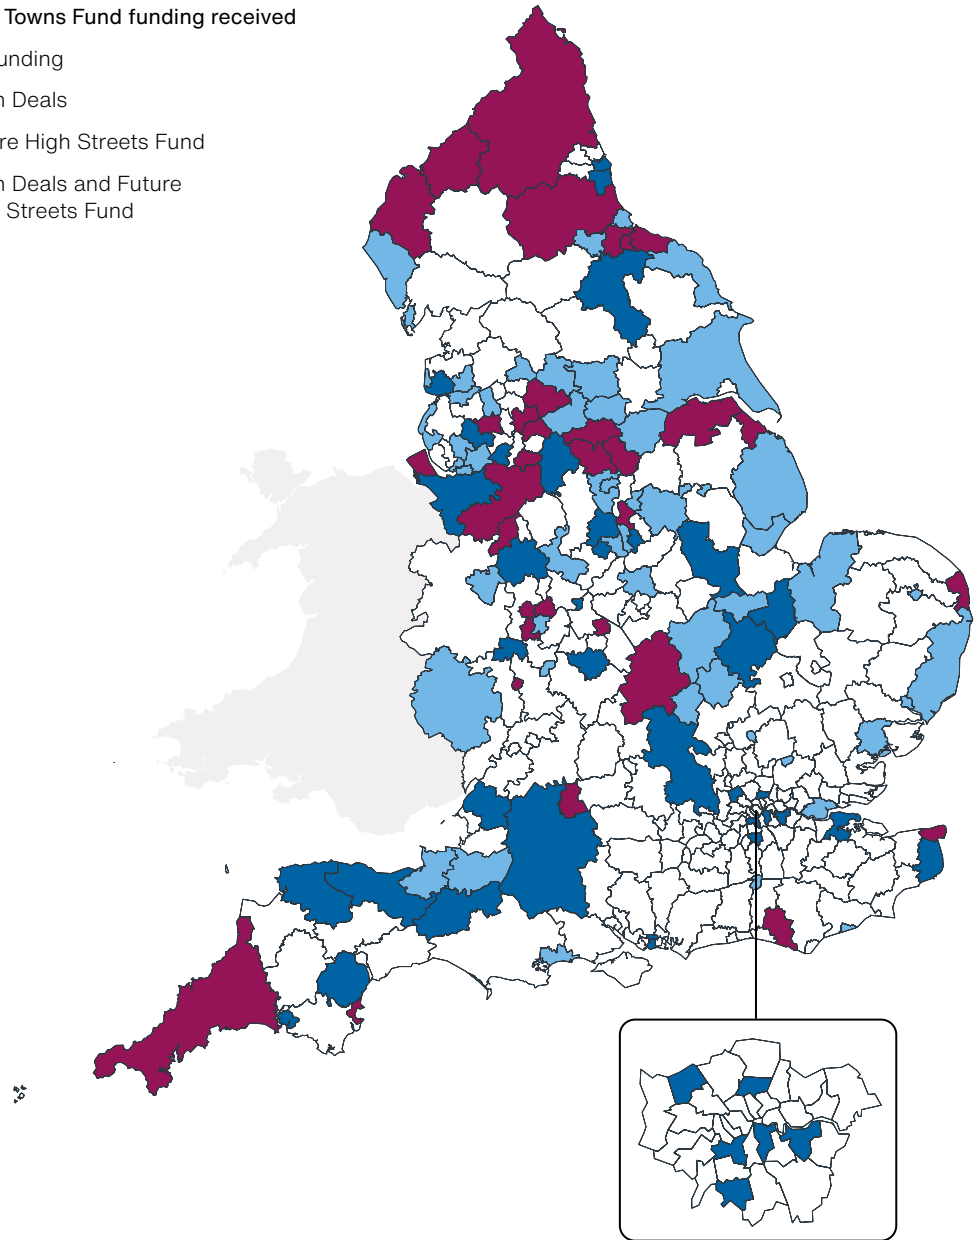 Towns Fund funding received
unding
n Deals
re High Streets Fund
n Deals and Future
Streets Fund